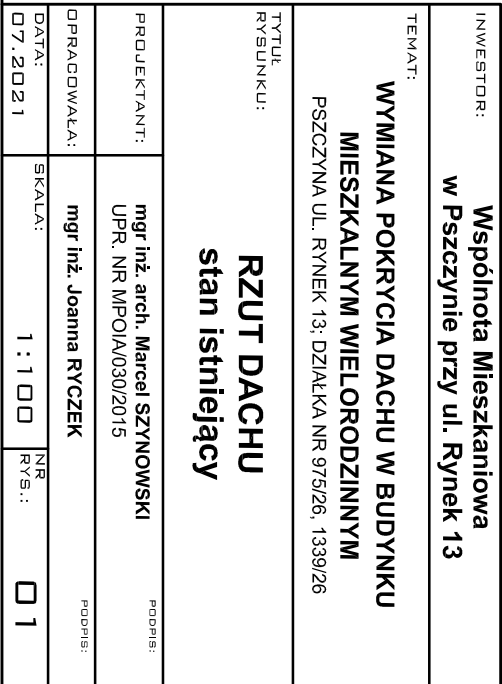 INWESTOR:
Wspólnota Mieszkaniowa
w Pszczynie przy ul. Rynek 13
TEMAT:
WYMIANA POKRYCIA DACHU W BUDYNKU
MIESZKALNYM WIELORODZINNYM
PSZCZYNA UL. RYNEK 13; DZIAŁKA NR 975/26, 1339/26
TYTUŁ
RYSUNKU:
RZUT DACHU
stan istniejący
PROJEKTANT:
mgr inż. arch. Marcel SZYNOWSKI
UPR. NR MPOIA/030/2015
PODPIS:
OPRACOWAŁA:
mgr inż. Joanna RYCZEK
PODPIS:
DATA:
07.2021
SKALA:
1:100
NR
RYS.:
01